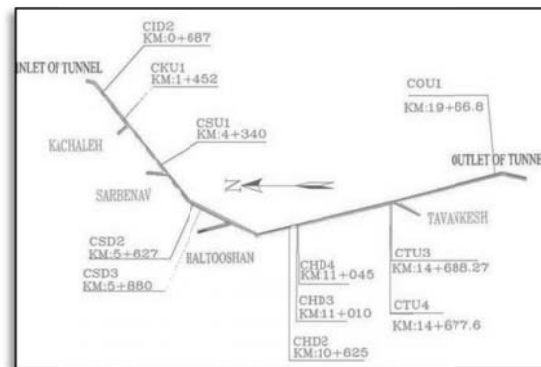 CID2
KM:0+687
INLET OF TUNNEL
CKU1
KM:1+452
COU1
KM:19+66.8
KACHALEH
CSU1
KM:4+340
OUTLET OF TUNNE
N
SARBENAV
TAVANKESH
CSD2
KM:5+627
HALTOOSHAN
CSD3
KM:5+880
CHD4
KM:11+045
CTU3
KM:14+688.27
CHD3
KM:11+010
CTU4
KM:14+677.6
CHD2
KM:10+625